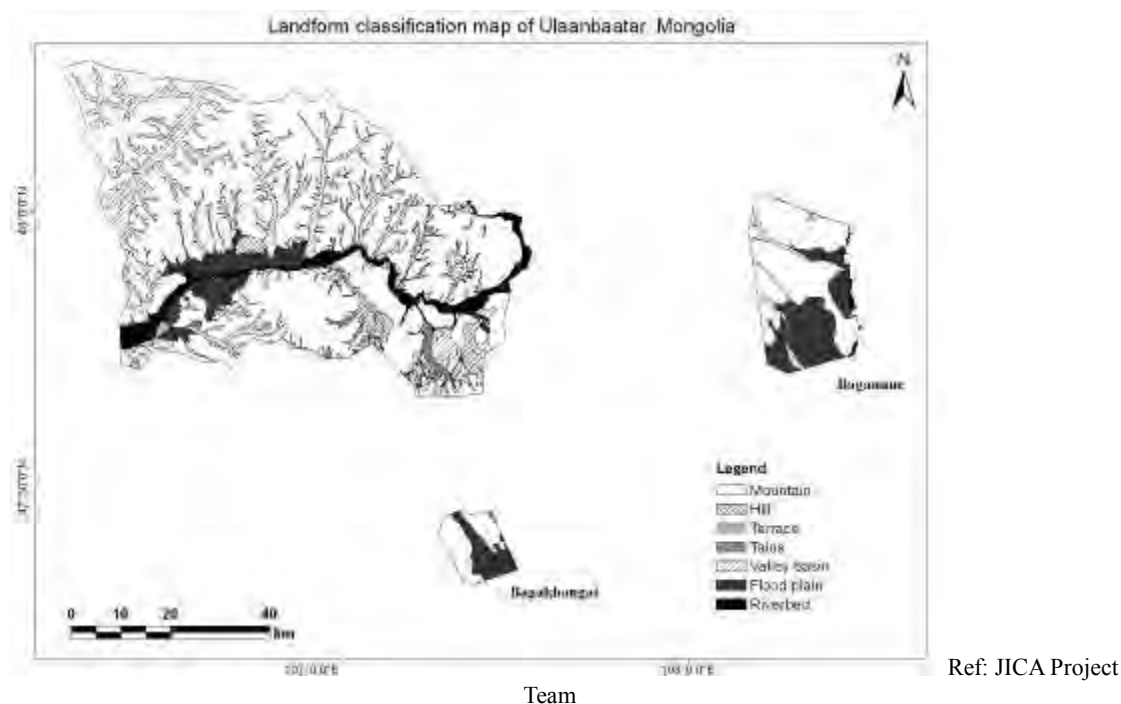 Landform classification map of Ulaanbaatar Mongolia
N
Legend
Mountain
Hill
Terrace
Talus
Valley basin
Flood plain
Riverbed
0 10 20 40
km
Ref: JICA Project
Team